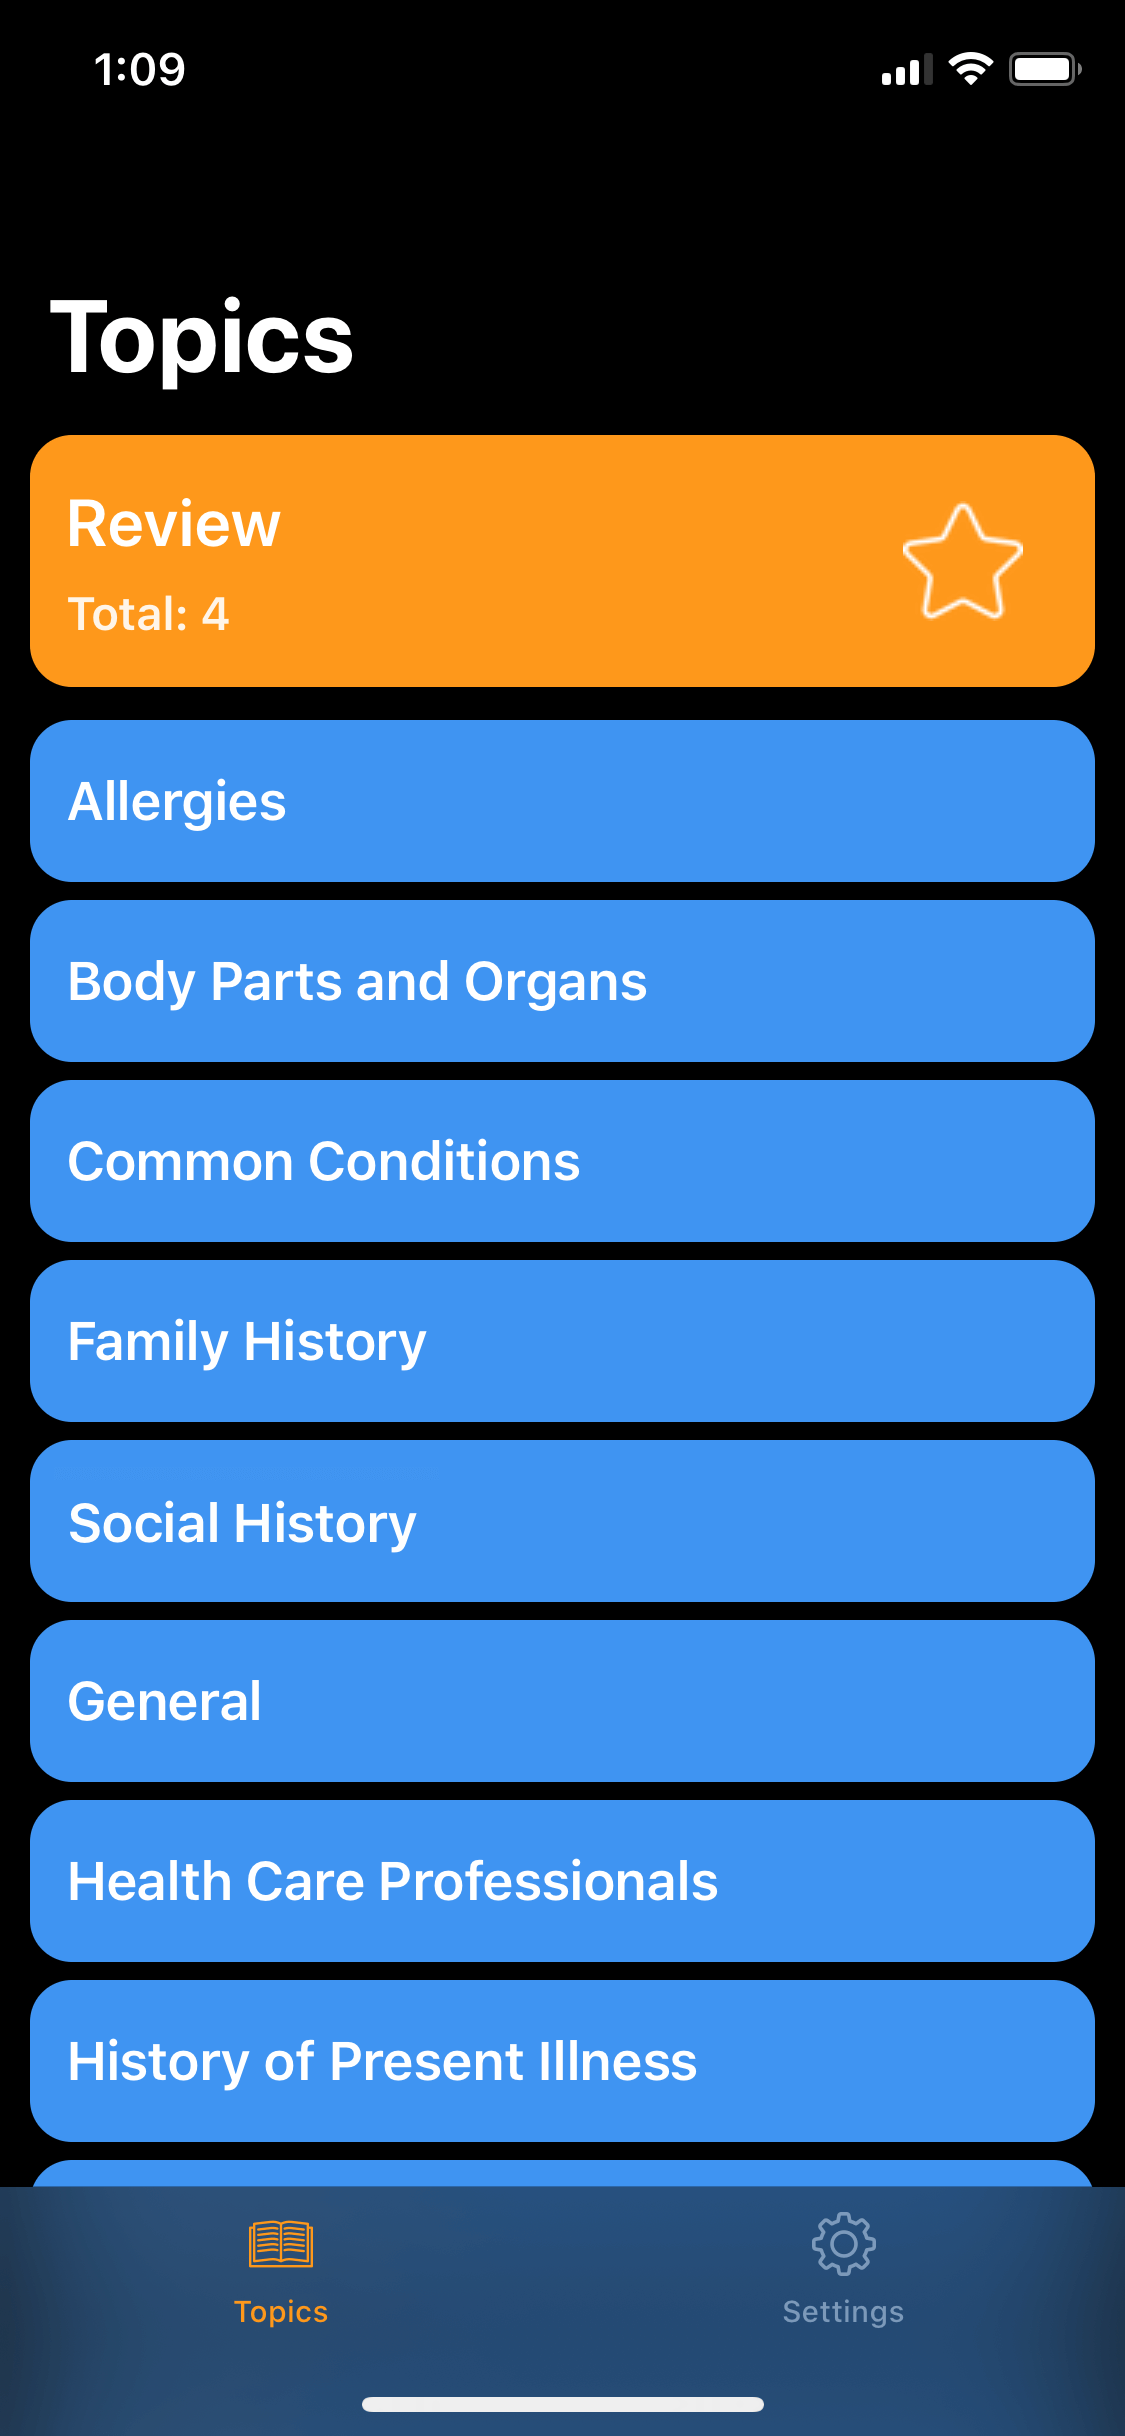 1:09
Topics
Review
Total: 4
Allergies
Body Parts and Organs
Common Conditions
Family History
Social History
General
Health Care Professionals
History of Present Illness
Topics
Settings